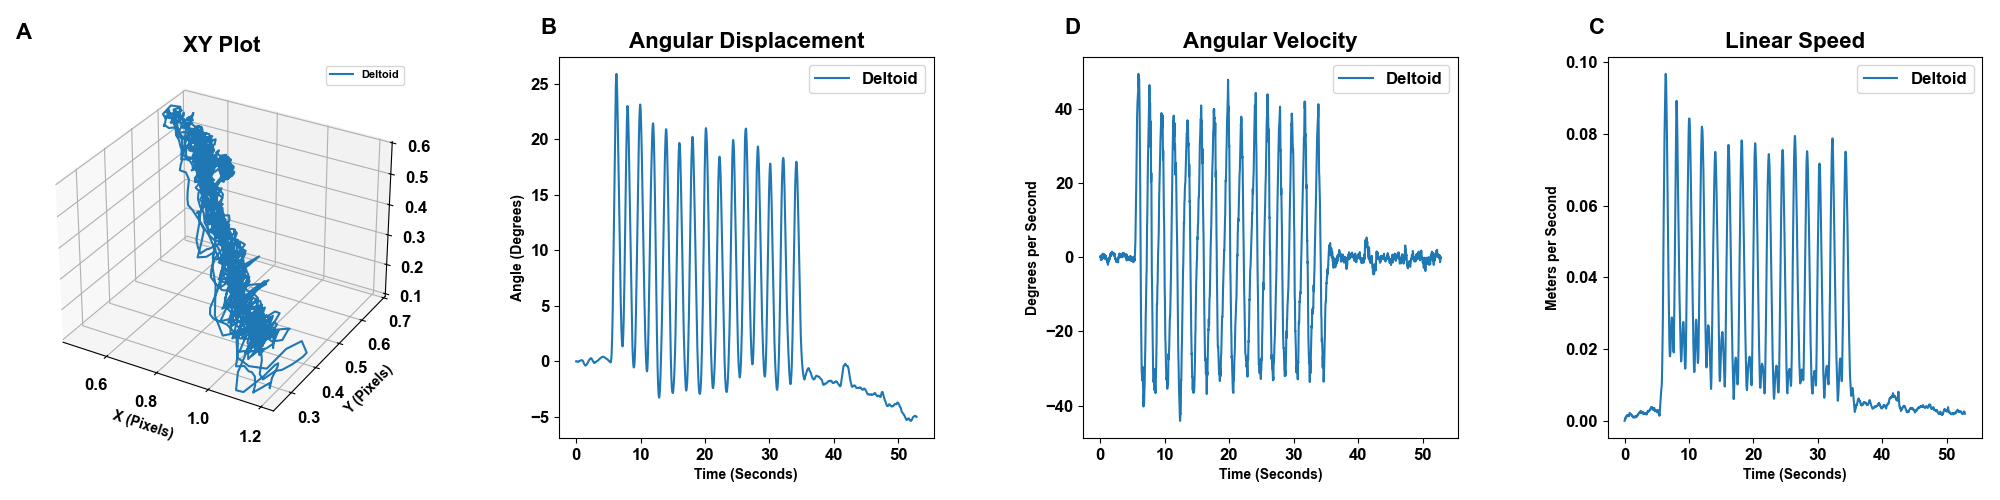 A
XY Plot
Deltoid
0.6
0.5
0.4
0.3
0.2
0.1
0.7
0.6
0.5
0.4
0.3
Y (Pixels)
0.6
0.8
1.0
1.2
X (Pixels)
B
Angular Displacement
Deltoid
25
20
15
10
5
0
−5
Angle (Degrees)
0 10 20 30 40 50
Time (Seconds)
D
Angular Velocity
Deltoid
40
20
0
−20
−40
Degrees per Second
0 10 20 30 40 50
Time (Seconds)
C
Linear Speed
Deltoid
0.10
0.08
0.06
0.04
0.02
0.00
Meters per Second
0 10 20 30 40 50
Time (Seconds)